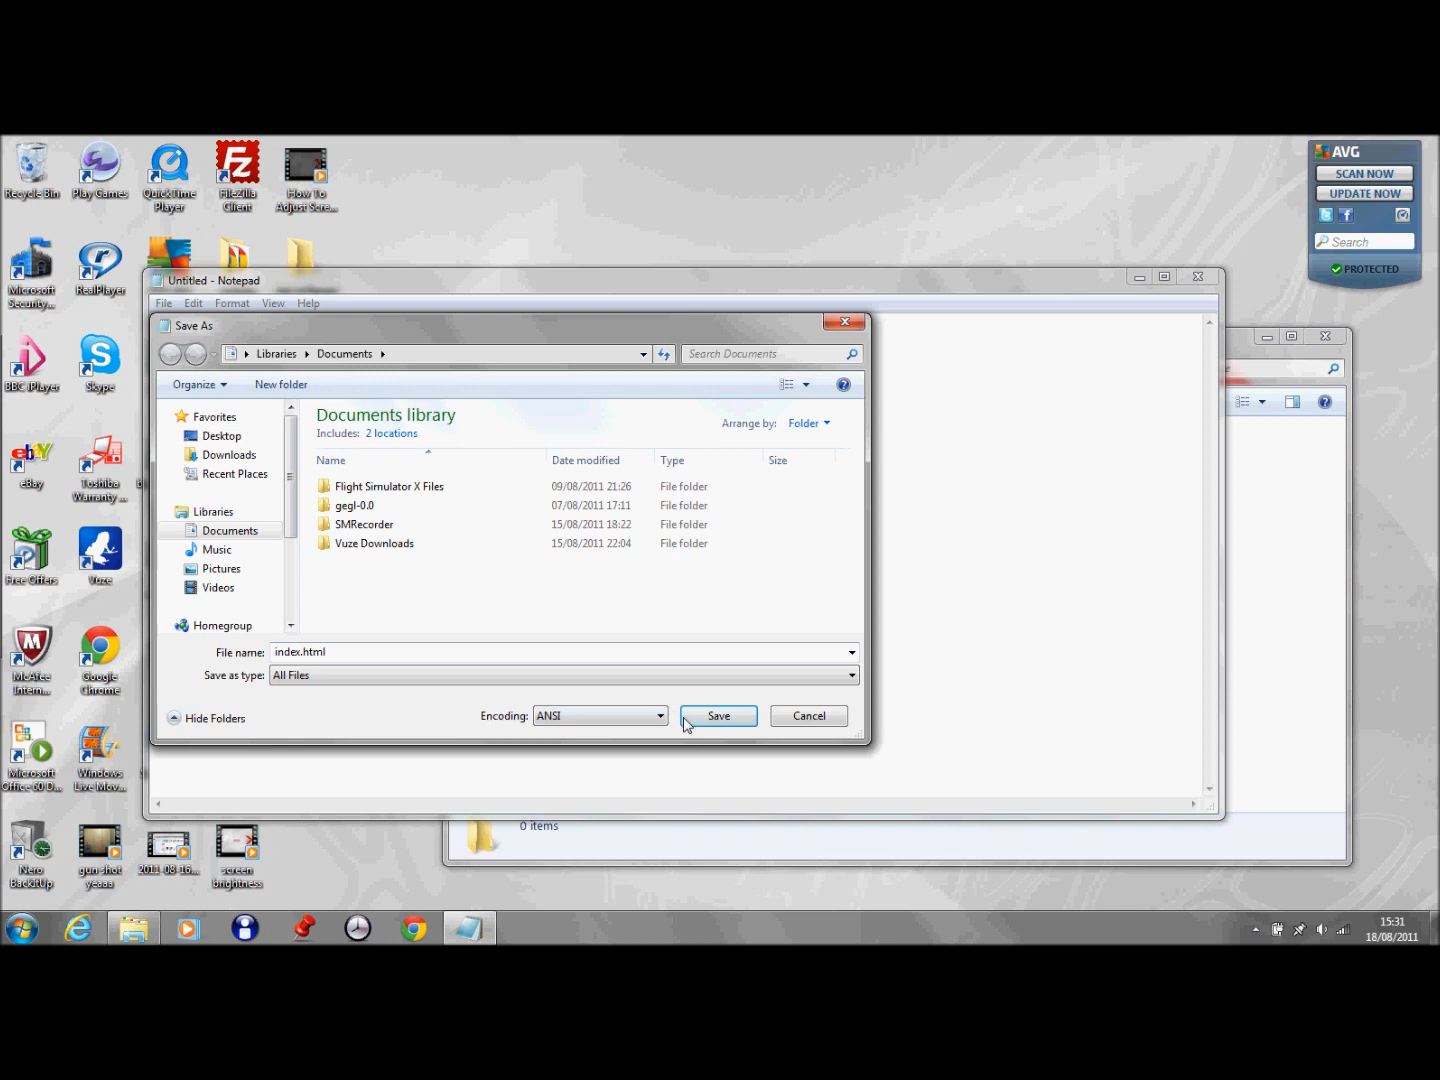 Recycle Bin
Play Games
QuickTime Player
FileZilla Client
How To Adjust Scre...
AVG
SCAN NOW
UPDATE NOW
Search
PROTECTED
Microsoft Security...
RealPlayer
Untitled - Notepad
File Edit Format View Help
Save As
Libraries Documents
Search Documents
Organize New folder
Favorites
Desktop
Downloads
Recent Places
Libraries
Documents
Music
Pictures
Videos
Homegroup
Documents library
Includes: 2 locations
Arrange by: Folder
Name Date modified Type Size
Flight Simulator X Files 09/08/2011 21:26 File folder
gegl-0.0 07/08/2011 17:11 File folder
SMRecorder 15/08/2011 18:22 File folder
Vuze Downloads 15/08/2011 22:04 File folder
File name: index.html
Save as type: All Files
Hide Folders
Encoding: ANSI
Save
Cancel
BBC iPlayer
Skype
eBay
Toshiba Warranty ...
Free Offers
Vuze
McAfee Intern...
Google Chrome
Microsoft Office 60 D...
Windows Live Mov...
Nero BackItUp
gun shot yeaaa
2011-08-16...
screen brightness
0 items
15:31
18/08/2011